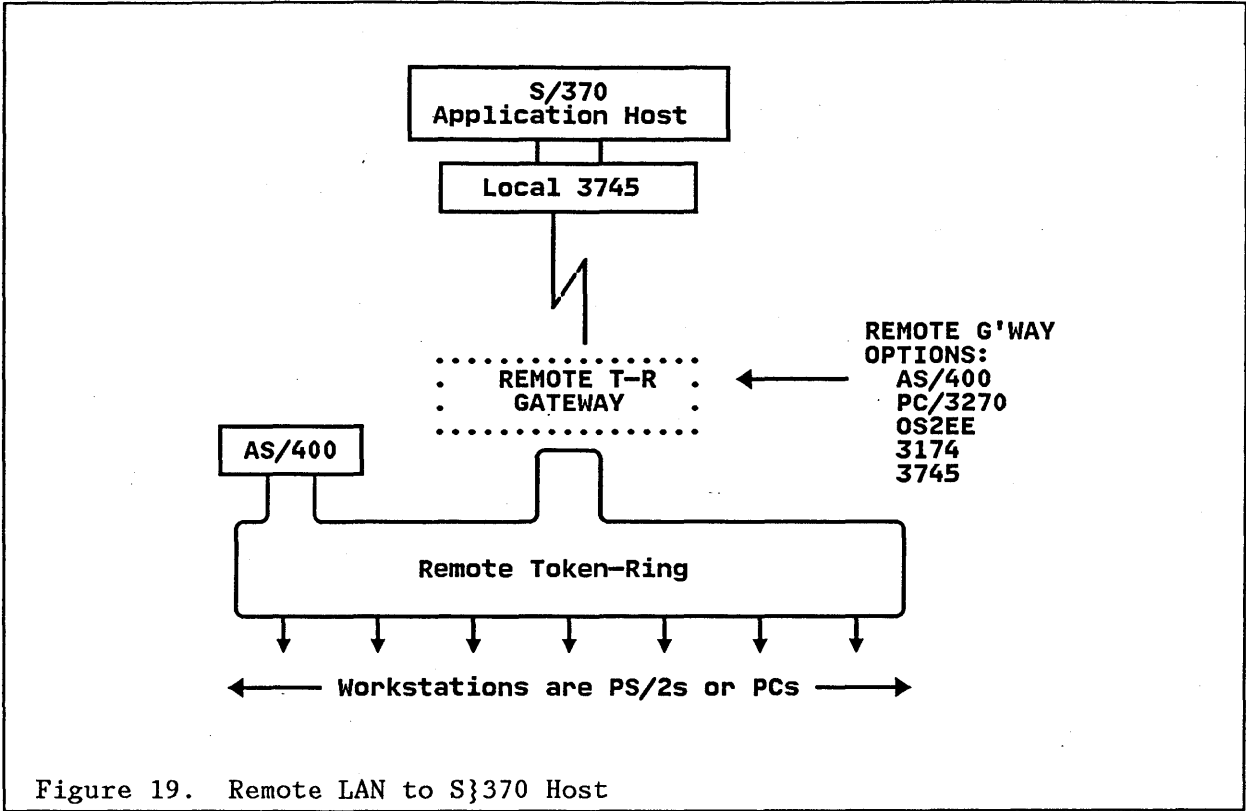 S/370
Application Host
Local 3745
REMOTE G'WAY
OPTIONS:
AS/400
PC/3270
OS2EE
3174
3745
REMOTE T-R
GATEWAY
AS/400
Remote Token-Ring
Workstations are PS/2s or PCs
Figure 19. Remote LAN to S}370 Host